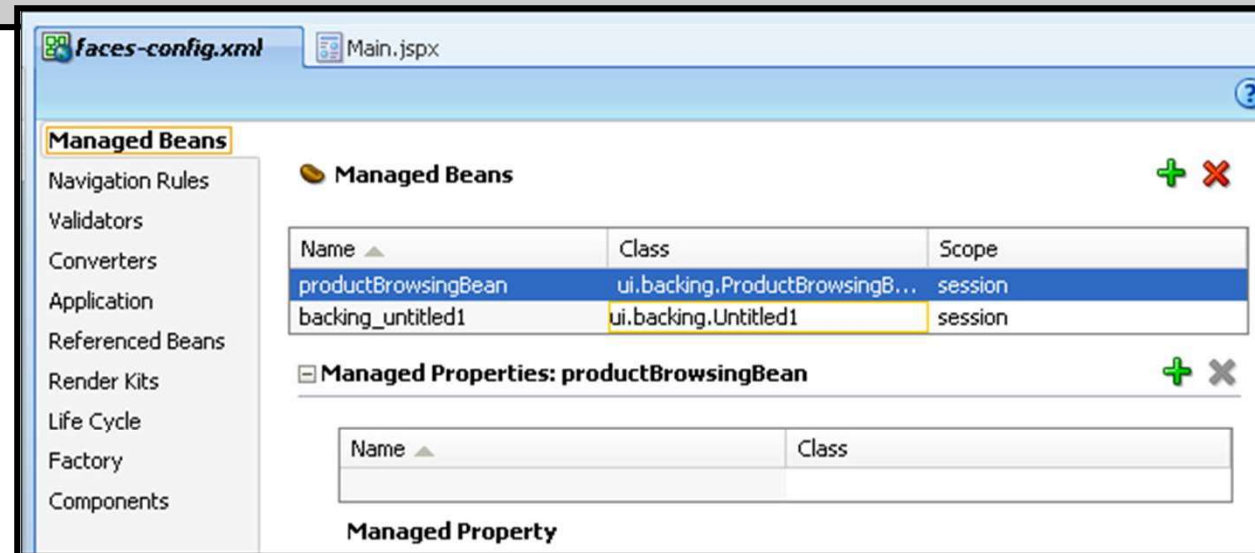 faces-config.xml Main.jspx
?
Managed Beans
Navigation Rules
Validators
Converters
Application
Referenced Beans
Render Kits
Life Cycle
Factory
Components
Managed Beans
Name Class Scope
productBrowsingBean ui.backing.ProductBrowsingB... session
backing_untitled1 ui.backing.Untitled1 session
Managed Properties: productBrowsingBean
Name Class
Managed Property